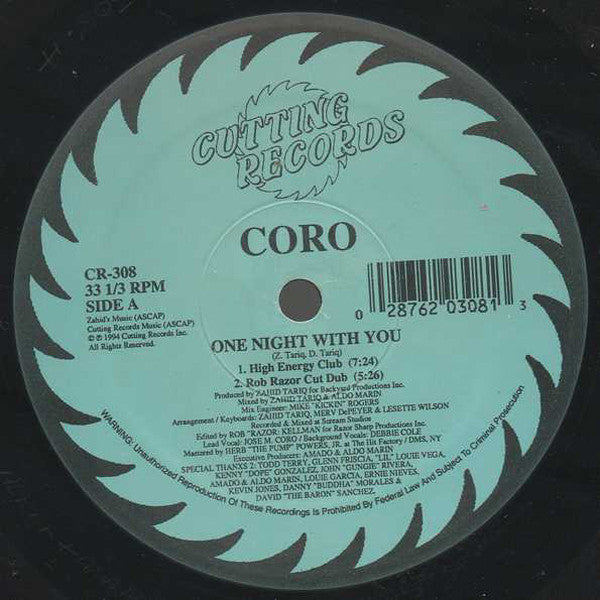 CUTTING
RECORDS
CORO
CR-308
33 1/3 RPM
SIDE A
Zahid's Music (ASCAP)
Cutting Records Music (ASCAP)
© ℗ 1994 Cutting Records Inc.
All Rights Reserved.
0 28762 03081 3
ONE NIGHT WITH YOU
(Z. Tariq, D. Tariq)
1. High Energy Club (7:24)
2. Rob Razor Cut Dub (5:26)
Produced by ZAHID TARIQ for Backyard Productions Inc.
Mixed by ZAHID TARIQ & ALDO MARIN
Mix Engineer: MIKE "KICKIN" ROGERS
Arrangement / Keyboards: ZAHID TARIQ, MERV DePEYER & LESETTE WILSON
Recorded & Mixed at Scream Studios
Edited by ROB "RAZOR: KELLMAN for Razor Sharp Productions Inc.
Lead Vocal: JOSE M. CORO / Background Vocals: DEBBIE COLE
Mastered by HERB "THE PUMP" POWERS, JR. at The Hit Factory / DMS, NY
Executive Producers: AMADO & ALDO MARIN
SPECIAL THANXS 2: TODD TERRY, GLENN FRISCIA, "LIL" LOUIE VEGA,
KENNY "DOPE" GONZALEZ, JOHN "GUNGIE" RIVERA,
AMADO & ALDO MARIN, LOUIE GARCIA, ERNIE NIEVES,
KEVIN JONES, DANNY "BUDDHA" MORALES &
DAVID "THE BARON" SANCHEZ.
WARNING: Unauthorized Reproduction Of These Recordings Is Prohibited By Federal Law And Subject To Criminal Prosecution